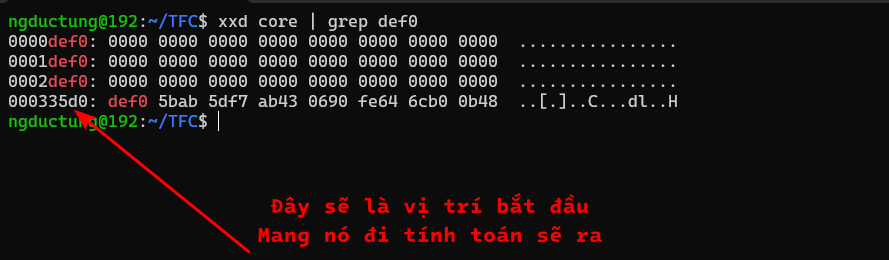 ngductung@192:~/TFC$ xxd core | grep def0
0000def0: 0000 0000 0000 0000 0000 0000 0000 0000  ................
0001def0: 0000 0000 0000 0000 0000 0000 0000 0000  ................
0002def0: 0000 0000 0000 0000 0000 0000 0000 0000  ................
000335d0: def0 5bab 5df7 ab43 0690 fe64 6cb0 0b48  ..[.]..C...dl..H
ngductung@192:~/TFC$
Đây sẽ là vị trí bắt đầu
Mang nó đi tính toán sẽ ra